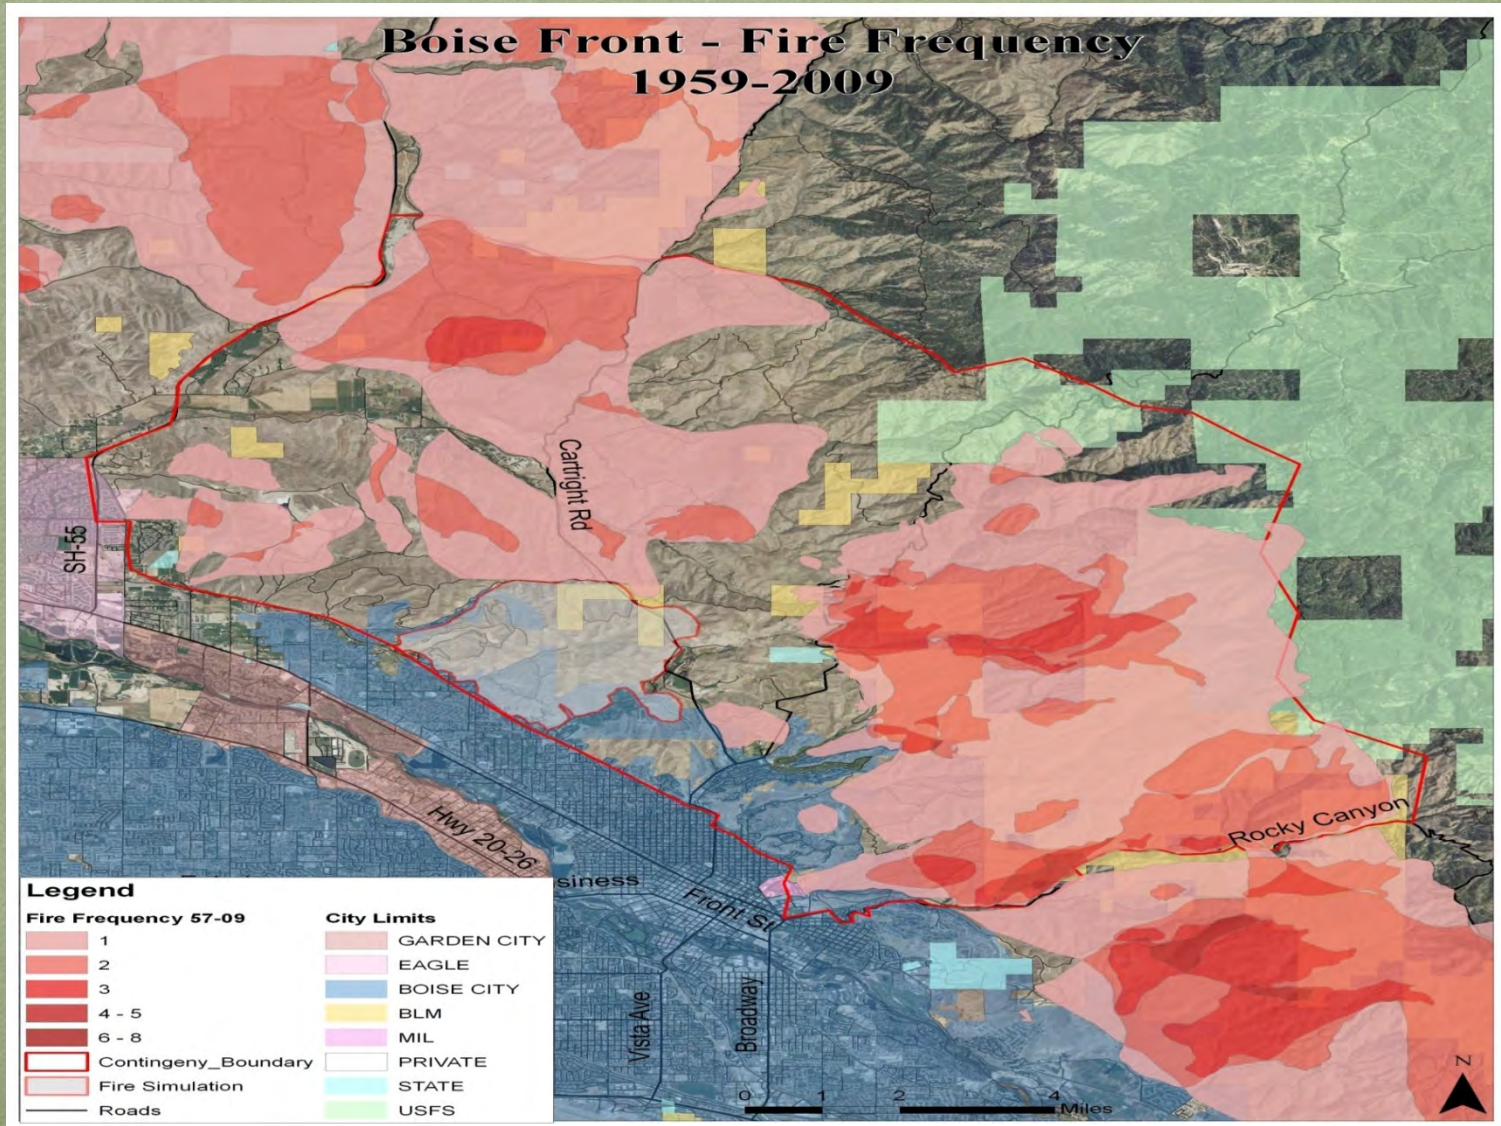 Boise Front - Fire Frequency
1959-2009
Cartright Rd
SH-55
Rocky Canyon
Hwy 20-26
siness
Front St
Vista Ave
Broadway
Legend
Fire Frequency 57-09
1
2
3
4 - 5
6 - 8
Contingeny_Boundary
Fire Simulation
Roads
City Limits
GARDEN CITY
EAGLE
BOISE CITY
BLM
MIL
PRIVATE
STATE
USFS
0 1 2 4
Miles
N